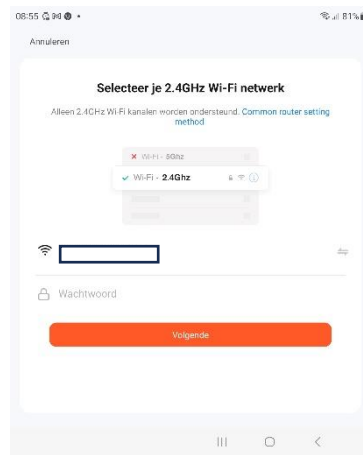 08:55
81%
Annuleren
Selecteer je 2.4GHz Wi-Fi netwerk
Alleen 2.4GHz Wi-Fi kanalen worden ondersteund. Common router setting
method
Wi-Fi - 5Ghz
Wi-Fi - 2.4Ghz
Wachtwoord
Volgende